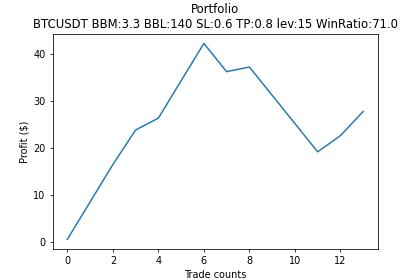 Portfolio
BTCUSDT BBM:3.3 BBL:140 SL:0.6 TP:0.8 lev:15 WinRatio:71.0
40
30
20
10
0
Profit ($)
0 2 4 6 8 10 12
Trade counts